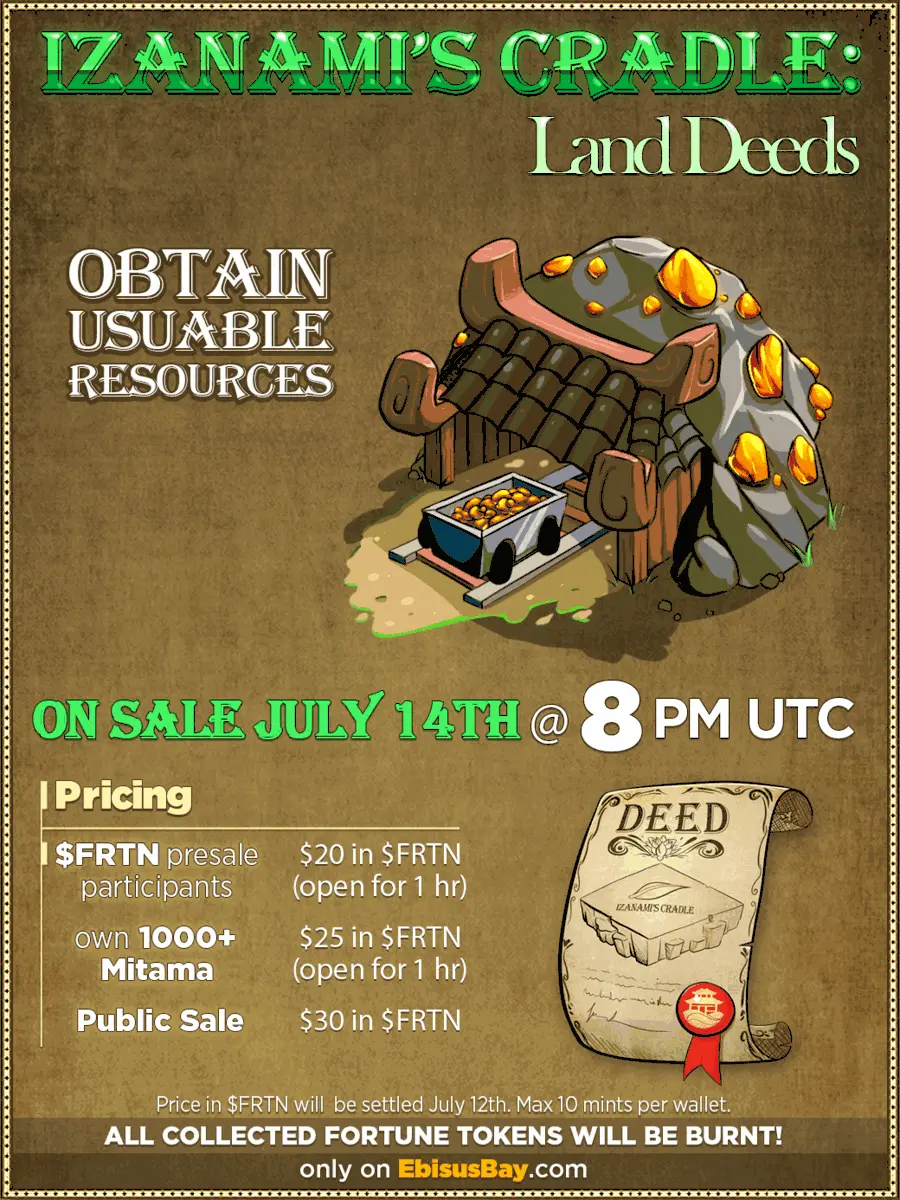 IZANAMI'S CRADLE:
Land Deeds
OBTAIN
USUABLE
RESOURCES
ON SALE JULY 14TH @ 8 PM UTC
Pricing
$FRTN presale participants
$20 in $FRTN
(open for 1 hr)
own 1000+
Mitama
$25 in $FRTN
(open for 1 hr)
Public Sale
$30 in $FRTN
DEED
IZANAMI'S CRADLE
Price in $FRTN will be settled July 12th. Max 10 mints per wallet.
ALL COLLECTED FORTUNE TOKENS WILL BE BURNT!
only on EbisusBay.com